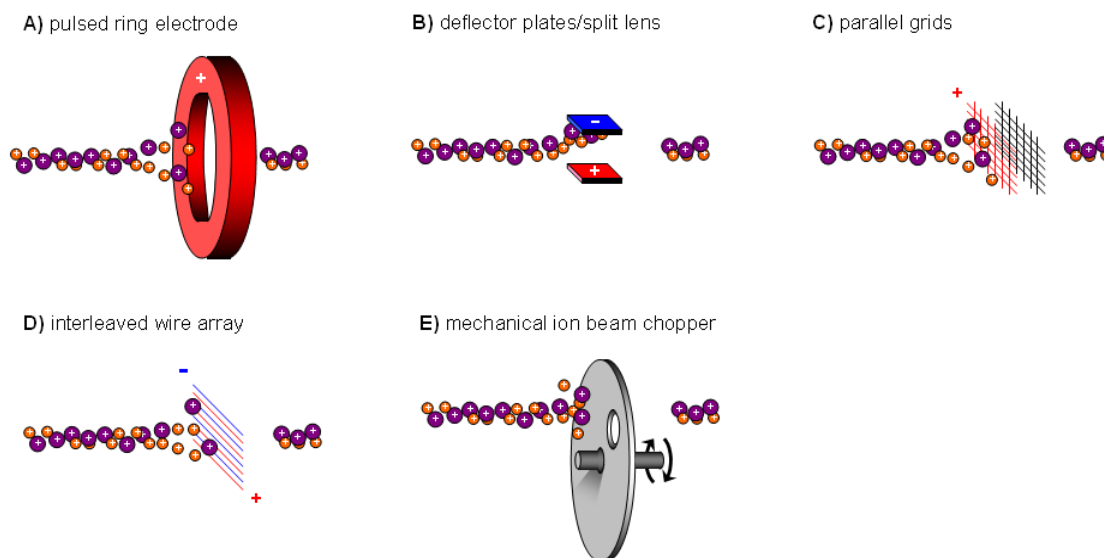 A) pulsed ring electrode
B) deflector plates/split lens
C) parallel grids
D) interleaved wire array
E) mechanical ion beam chopper